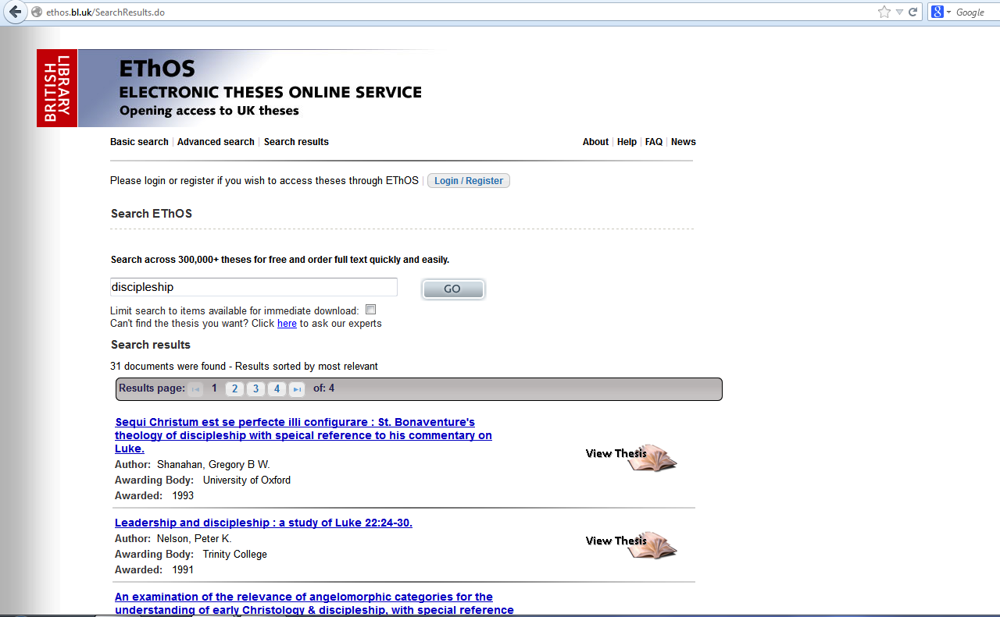 ethos.bl.uk/SearchResults.do
8 Google
BRITISH
LIBRARY
EThOS
ELECTRONIC THESES ONLINE SERVICE
Opening access to UK theses
Basic search | Advanced search | Search results
About | Help | FAQ | News
Please login or register if you wish to access theses through EThOS | Login / Register
Search EThOS
Search across 300,000+ theses for free and order full text quickly and easily.
discipleship GO
Limit search to items available for immediate download:
Can't find the thesis you want? Click here to ask our experts
Search results
31 documents were found - Results sorted by most relevant
Results page: 1 2 3 4 of: 4
Sequi Christum est se perfecte illi configurare : St. Bonaventure's
theology of discipleship with speical reference to his commentary on
Luke.
View Thesis
Author: Shanahan, Gregory B W.
Awarding Body: University of Oxford
Awarded: 1993
Leadership and discipleship : a study of Luke 22:24-30.
Author: Nelson, Peter K.
View Thesis
Awarding Body: Trinity College
Awarded: 1991
An examination of the relevance of angelomorphic categories for the
understanding of early Christology & discipleship, with special reference